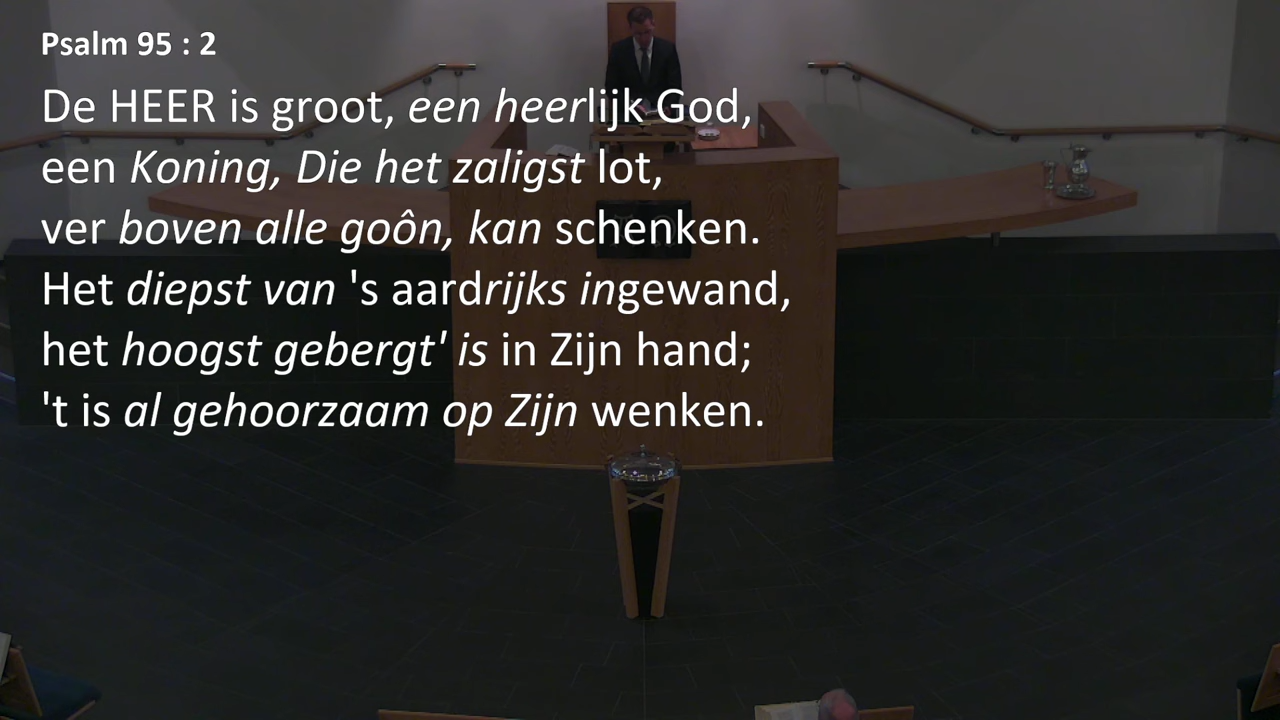 Psalm 95 : 2
De HEER is groot, een heerlijk God,
een Koning, Die het zaligst lot,
ver boven alle goôn, kan schenken.
Het diepst van 's aardrijks ingewand,
het hoogst gebergt' is in Zijn hand;
't is al gehoorzaam op Zijn wenken.